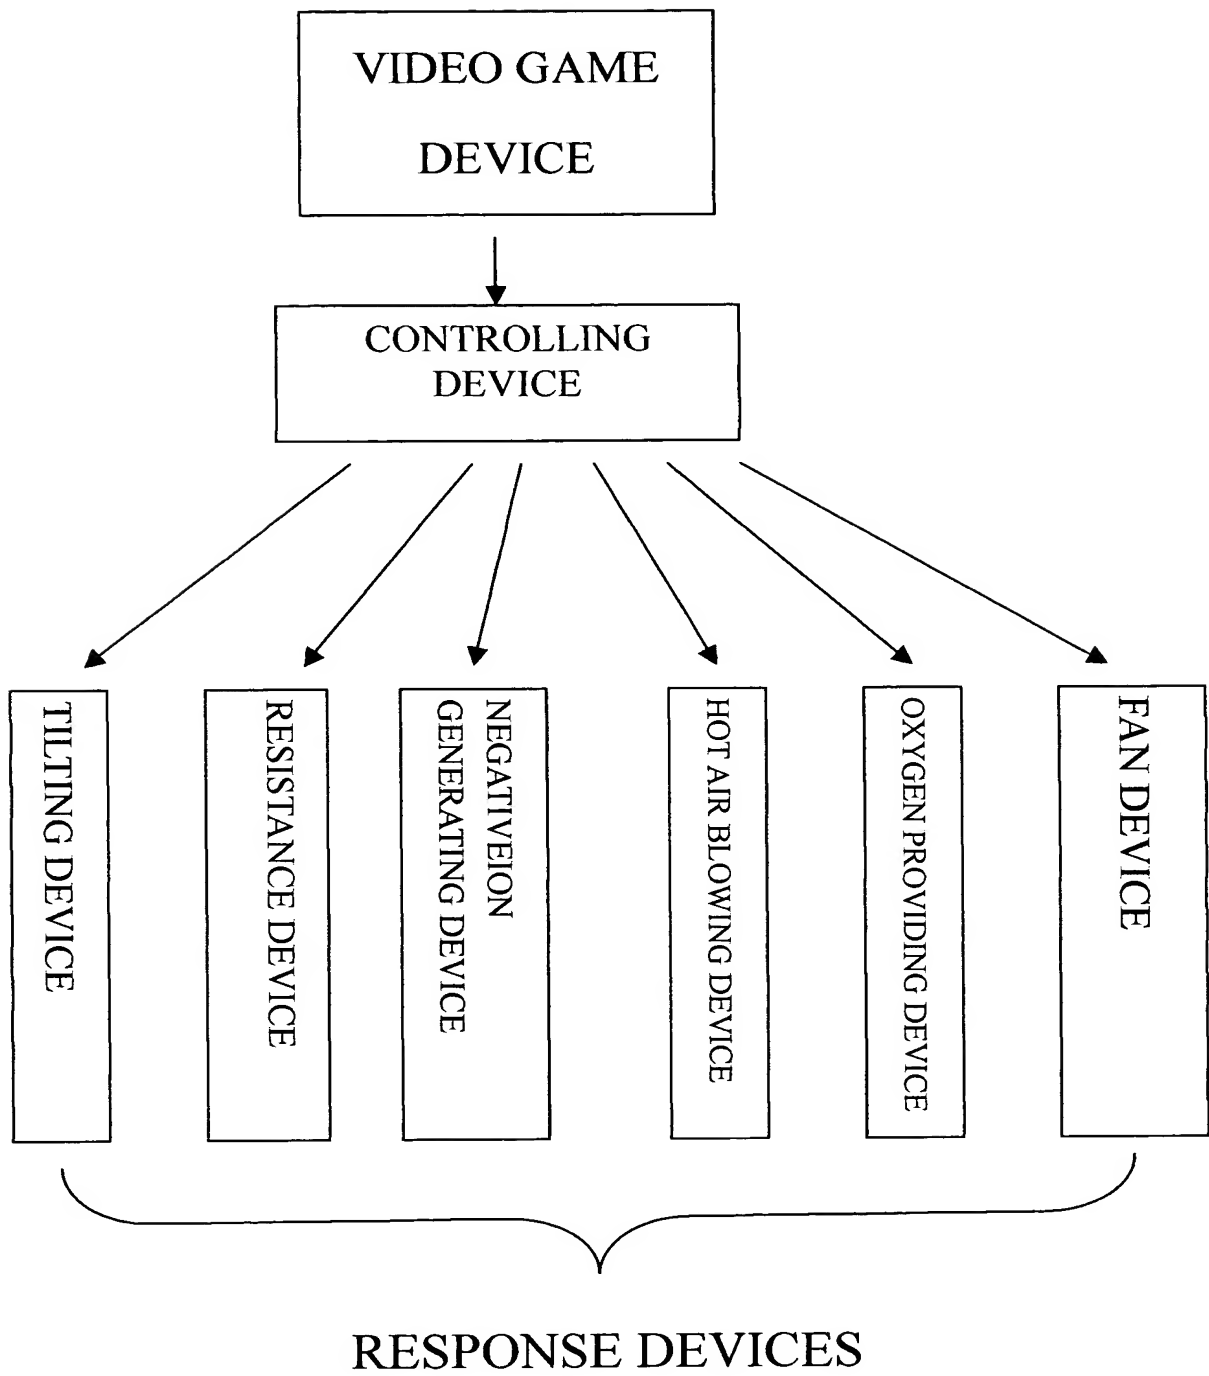 VIDEO GAME
DEVICE
CONTROLLING
DEVICE
TILTING DEVICE
RESISTANCE DEVICE
NEGATIVEION
GENERATING DEVICE
HOT AIR BLOWING DEVICE
OXYGEN PROVIDING DEVICE
FAN DEVICE
RESPONSE DEVICES